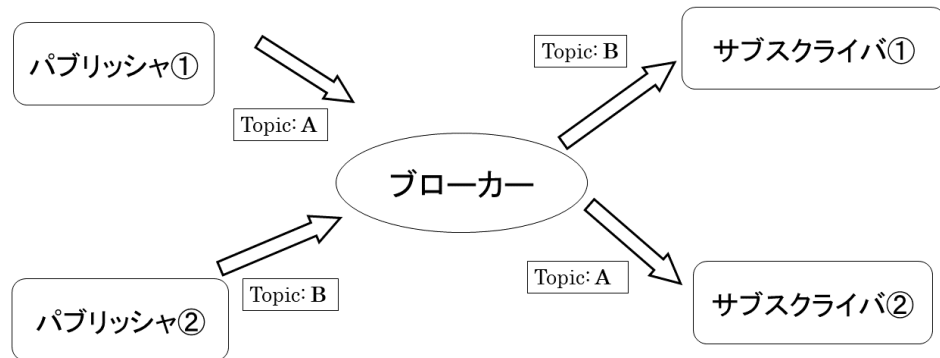 パブリッシャ①
Topic: A
パブリッシャ②
Topic: B
ブローカー
Topic: B
サブスクライバ①
Topic: A
サブスクライバ②